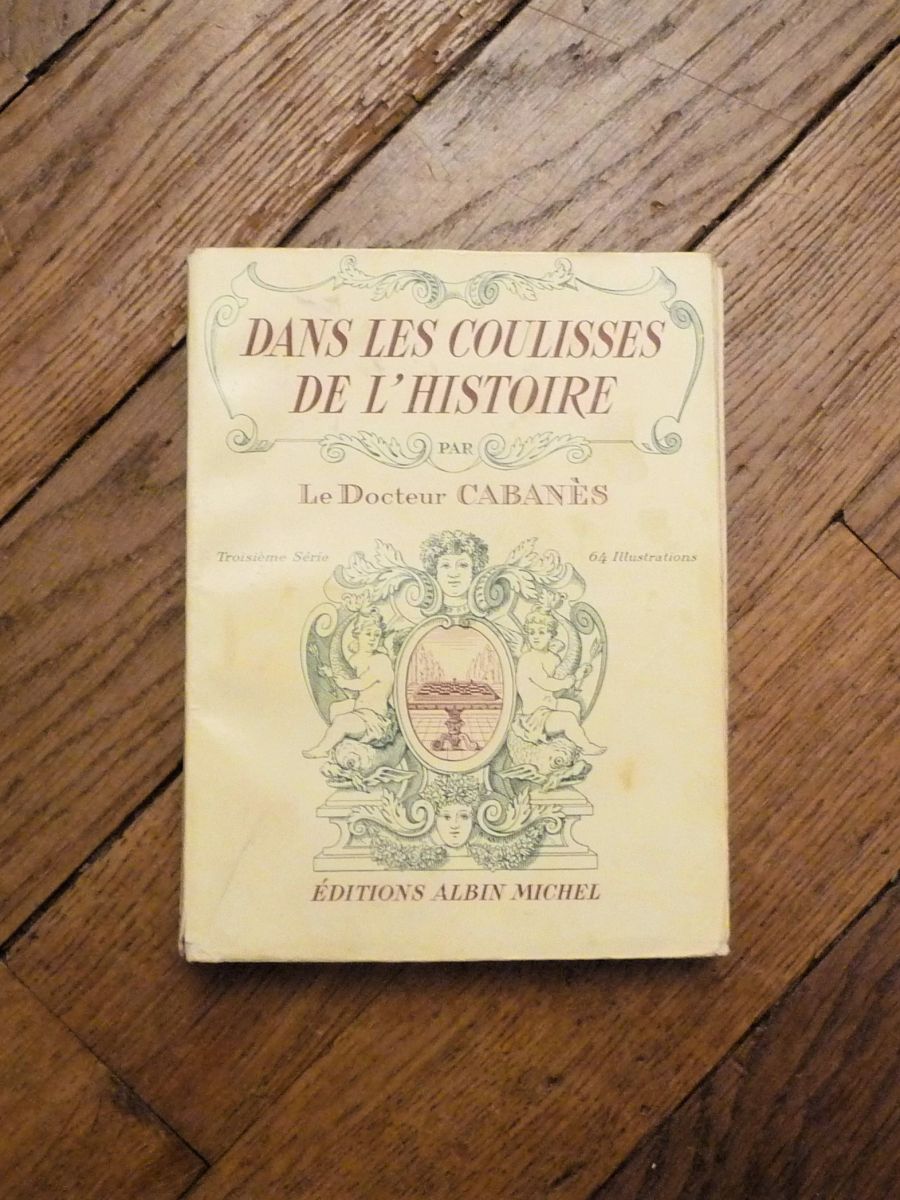 DANS LES COULISSES
DE L'HISTOIRE
PAR
Le Docteur CABANÈS
Troisième Série
64 Illustrations
ÉDITIONS ALBIN MICHEL